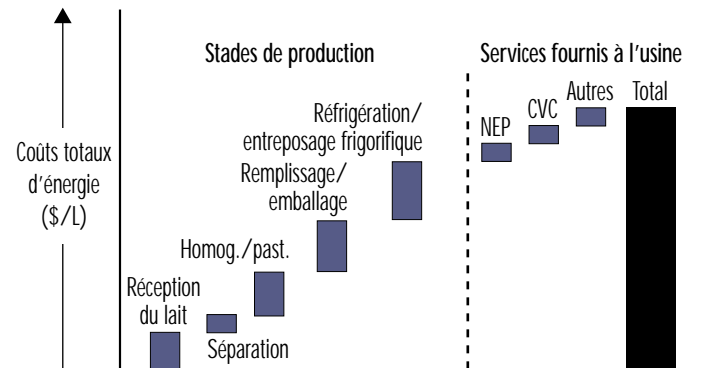 Stades de production
Services fournis à l'usine
Coûts totaux
d'énergie
($/L)
Réception
du lait
Séparation
Homog./past.
Remplissage/
emballage
Réfrigération/
entreposage frigorifique
NEP
CVC
Autres
Total